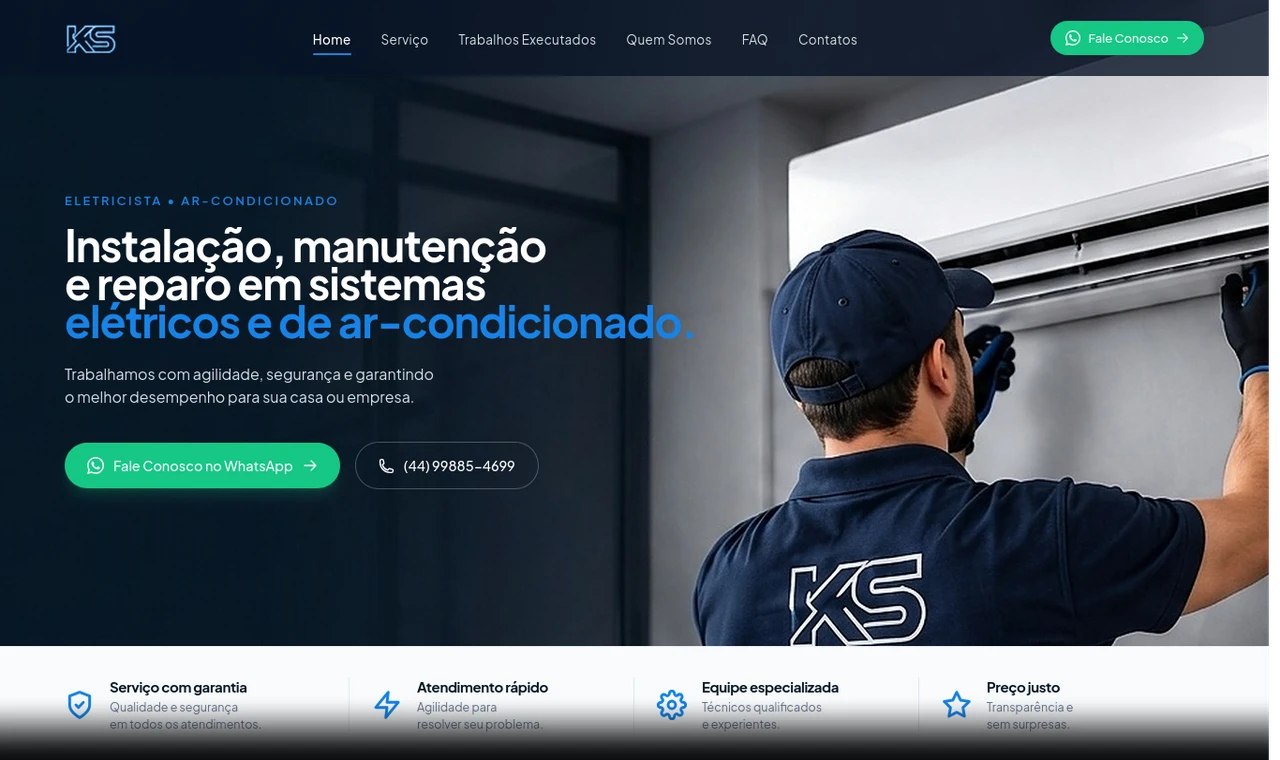 KS
Home
Serviço
Trabalhos Executados
Quem Somos
FAQ
Contatos
Fale Conosco
ELETRICISTA • AR-CONDICIONADO
Instalação, manutenção
e reparo em sistemas
elétricos e de ar-condicionado.
Trabalhamos com agilidade, segurança e garantindo
o melhor desempenho para sua casa ou empresa.
Fale Conosco no WhatsApp
(44) 99885-4699
KS
Serviço com garantia
Qualidade e segurança
em todos os atendimentos.
Atendimento rápido
Agilidade para
resolver seu problema.
Equipe especializada
Técnicos qualificados
e experientes.
Preço justo
Transparência e
sem surpresas.